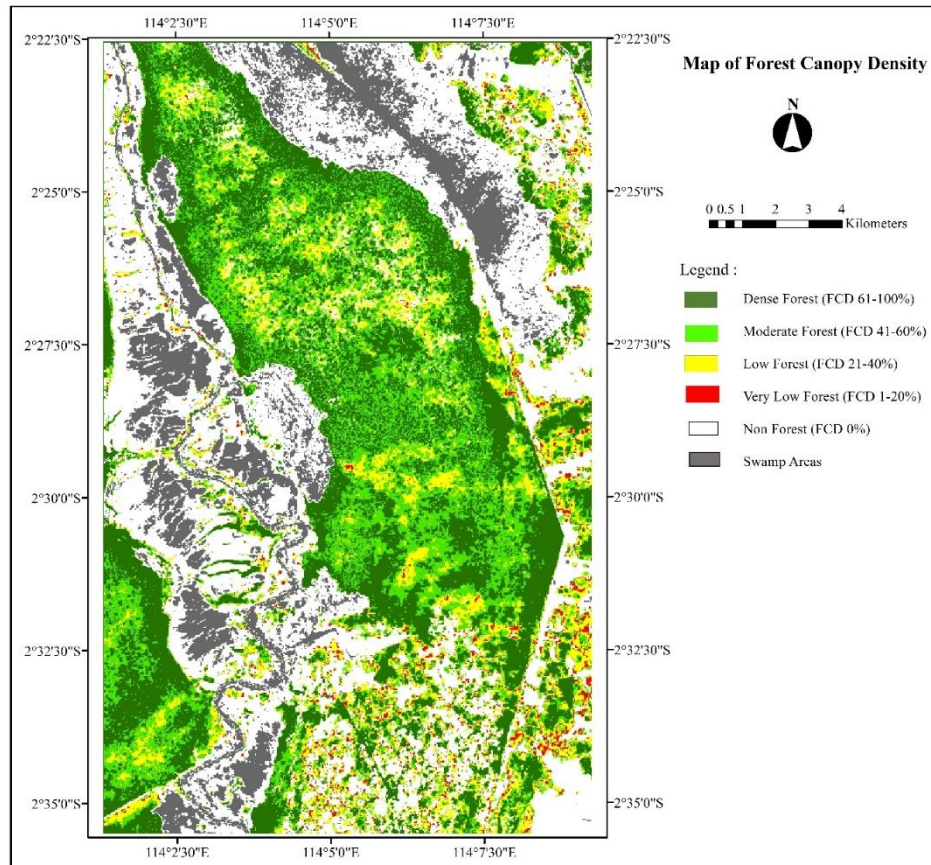 114°2'30"E 114°5'0"E 114°7'30"E
2°22'30"S 2°22'30"S
2°25'0"S 2°25'0"S
2°27'30"S 2°27'30"S
2°30'0"S 2°30'0"S
2°32'30"S 2°32'30"S
2°35'0"S 2°35'0"S
114°2'30"E 114°5'0"E 114°7'30"E
Map of Forest Canopy Density
N
0 0.5 1 2 3 4
Kilometers
Legend :
Dense Forest (FCD 61-100%)
Moderate Forest (FCD 41-60%)
Low Forest (FCD 21-40%)
Very Low Forest (FCD 1-20%)
Non Forest (FCD 0%)
Swamp Areas